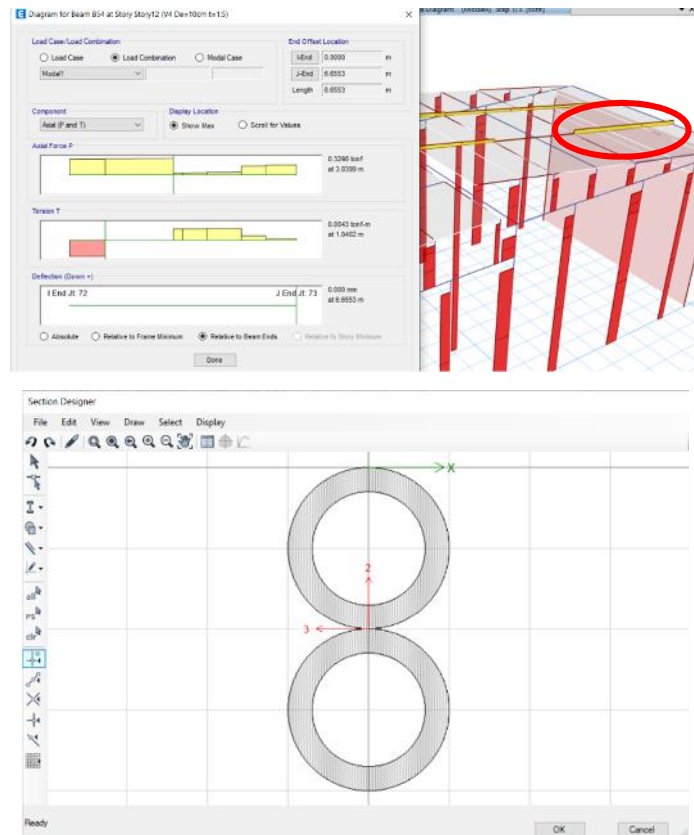 Diagram for Beam B54 at Story Story12 (V4 De=10cm t=1.5)
Load Case/Load Combination
End Offset Location
Load Case
Load Combination
Modal Case
Modal1
I-End
0.0000
m
J-End
6.6553
m
Length
6.6553
m
Component
Display Location
Axial (P and T)
Show Max
Scroll for Values
Axial Force P
0.3298 tonf
at 3.0399 m
Torsion T
0.0043 tonf-m
at 1.0402 m
Deflection (Down +)
I End Jt: 72
J End Jt: 73
0.000 mm
at 6.6553 m
Absolute
Relative to Frame Minimum
Relative to Beam Ends
Relative to Story Minimum
Done
Section Designer
File Edit View Draw Select Display
all
PS
clr
X
2
3
Ready
OK
Cancel